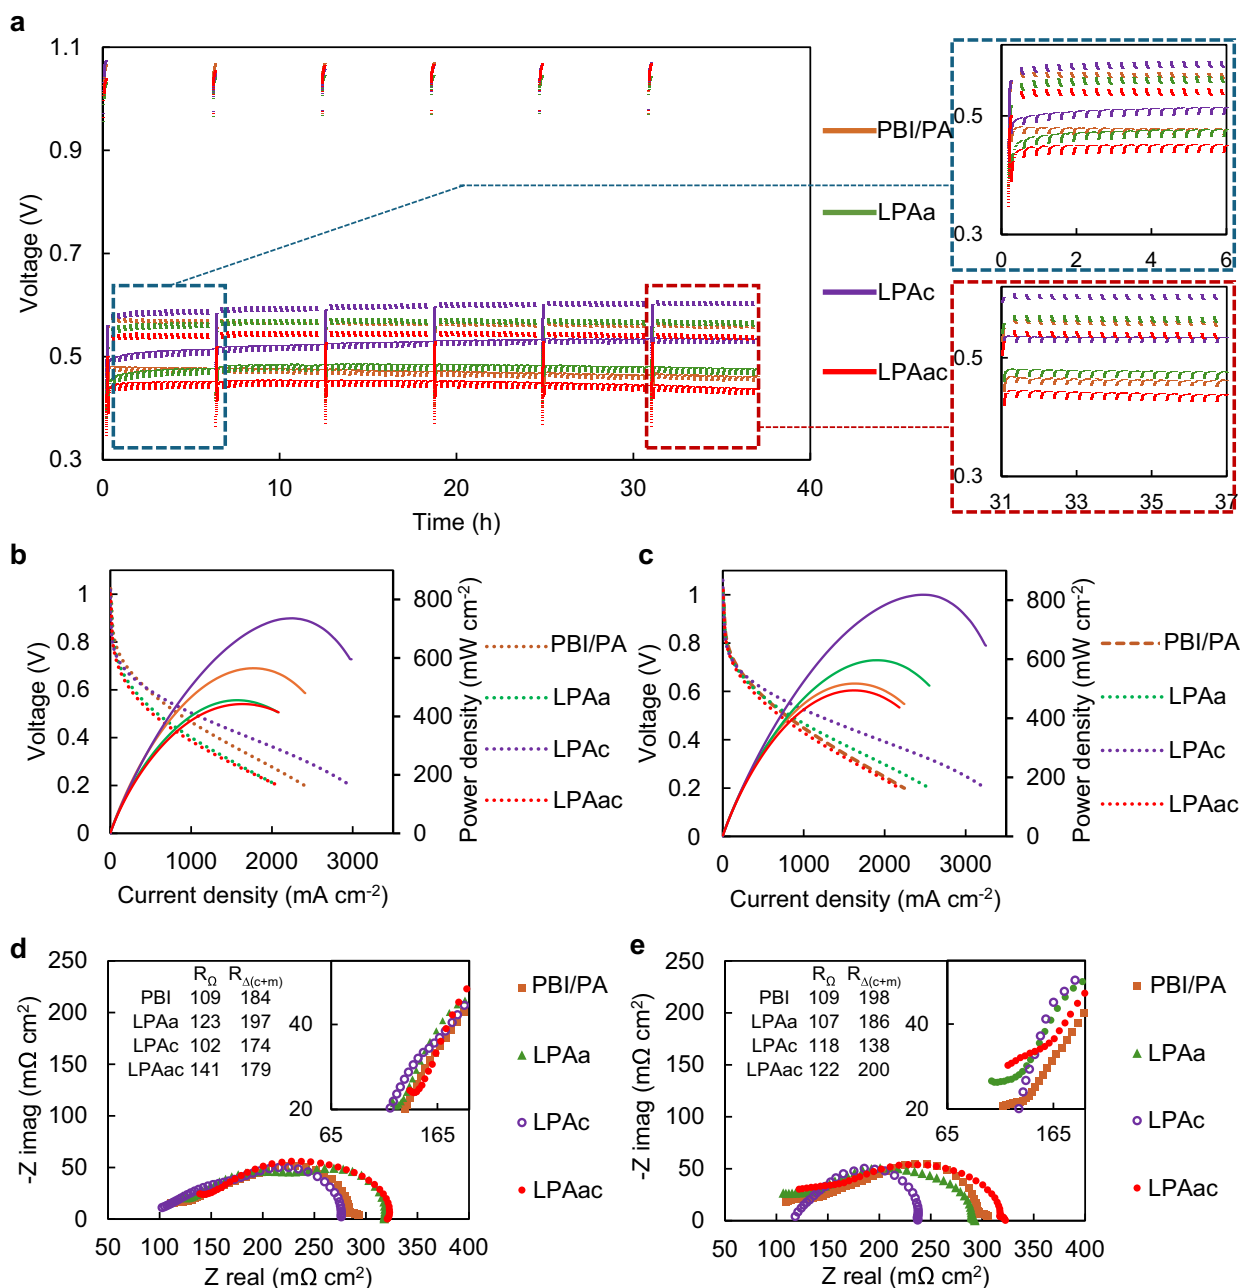 a
1.1
0.9
0.7
0.5
0.3
Voltage (V)
0
10
20
30
40
Time (h)
PBI/PA
LPAa
LPAc
LPAac
0.5
0.3
0
2
4
6
0.5
0.3
31
33
35
37
b
1
0.8
0.6
0.4
0.2
0
Voltage (V)
800
600
400
200
0
Power density (mW cm-2)
0
1000
2000
3000
Current density (mA cm-2)
PBI/PA
LPAa
LPAc
LPAac
c
1
0.8
0.6
0.4
0.2
0
Voltage (V)
800
600
400
200
0
Power density (mW cm-2)
0
1000
2000
3000
Current density (mA cm-2)
PBI/PA
LPAa
LPAc
LPAac
d
250
200
150
100
50
0
-Z imag (mΩ cm2)
RΩ RΔ(c+m)
PBI 109 184
LPAa 123 197
LPAc 102 174
LPAac 141 179
40
20
65
165
50 100 150 200 250 300 350 400
Z real (mΩ cm2)
PBI/PA
LPAa
LPAc
LPAac
e
250
200
150
100
50
0
-Z imag (mΩ cm2)
RΩ RΔ(c+m)
PBI 109 198
LPAa 107 186
LPAc 118 138
LPAac 122 200
40
20
65
165
50 100 150 200 250 300 350 400
Z real (mΩ cm2)
PBI/PA
LPAa
LPAc
LPAac